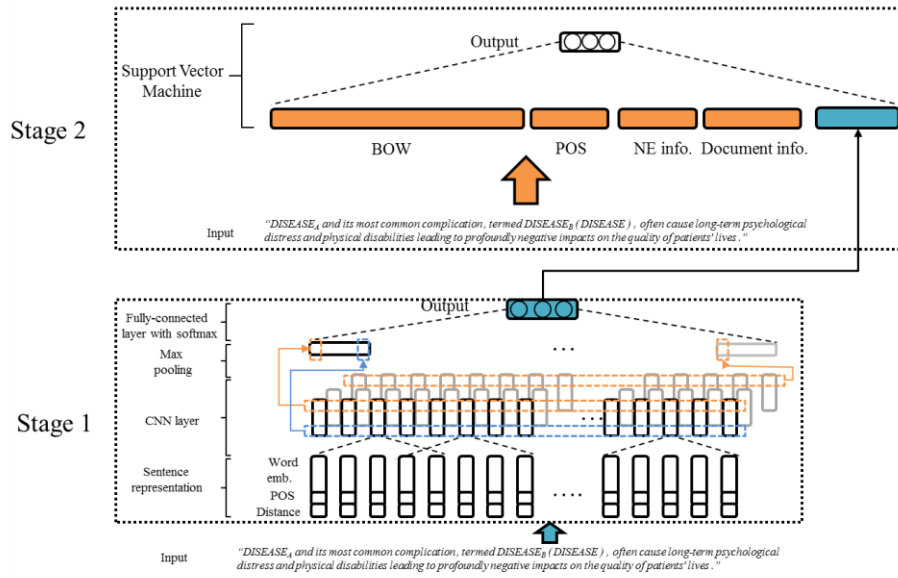 Output
Support Vector
Machine
Stage 2
BOW
POS
NE info.
Document info.
Input
“DISEASE_A and its most common complication, termed DISEASE_B (DISEASE) , often cause long-term psychological
distress and physical disabilities leading to profoundly negative impacts on the quality of patients' lives .”
Output
Fully-connected
layer with softmax
Max
pooling
...
Stage 1
CNN layer
...
Sentence
representation
Word
emb.
POS
Distance
....
Input
“DISEASE_A and its most common complication, termed DISEASE_B (DISEASE) , often cause long-term psychological
distress and physical disabilities leading to profoundly negative impacts on the quality of patients' lives .”